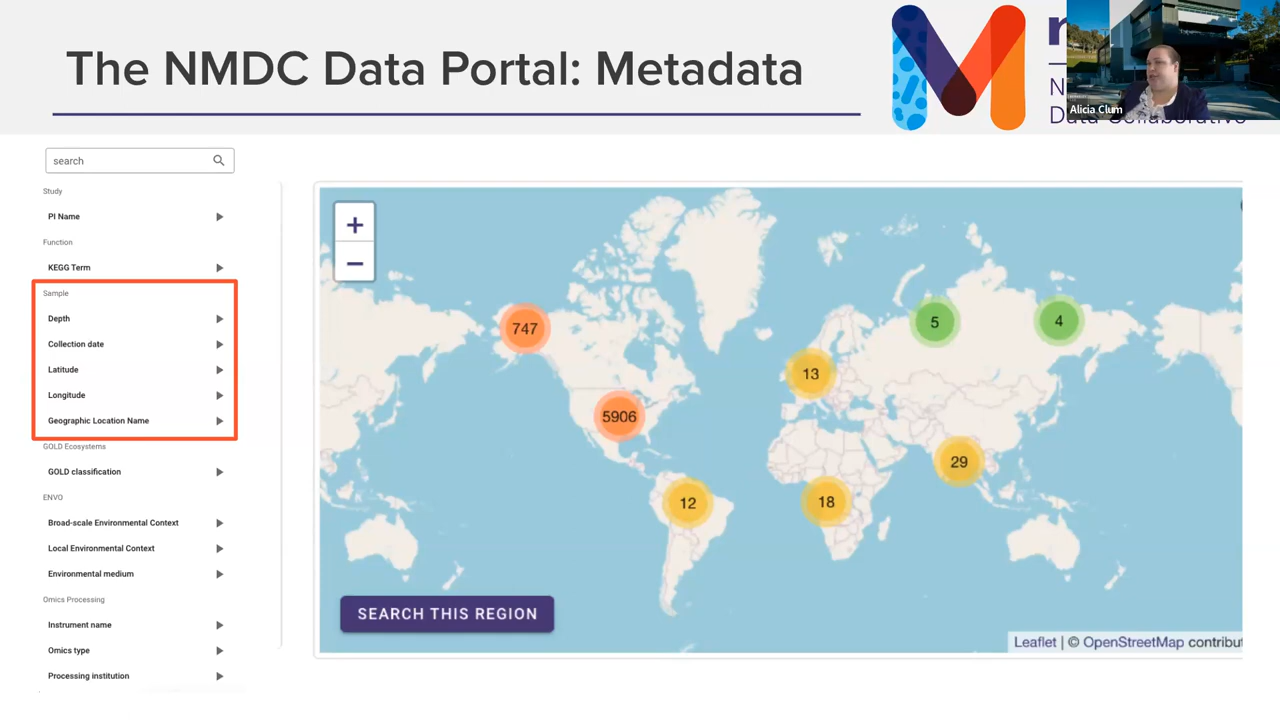 The NMDC Data Portal: Metadata
Alicia Clum
search
Study
PI Name
Function
KEGG Term
Sample
Depth
Collection date
Latitude
Longitude
Geographic Location Name
GOLD Ecosystems
GOLD classification
ENVO
Broad-scale Environmental Context
Local Environmental Context
Environmental medium
Omics Processing
Instrument name
Omics type
Processing institution
+
−
747
5906
12
13
18
5
4
29
SEARCH THIS REGION
Leaflet | © OpenStreetMap contribut